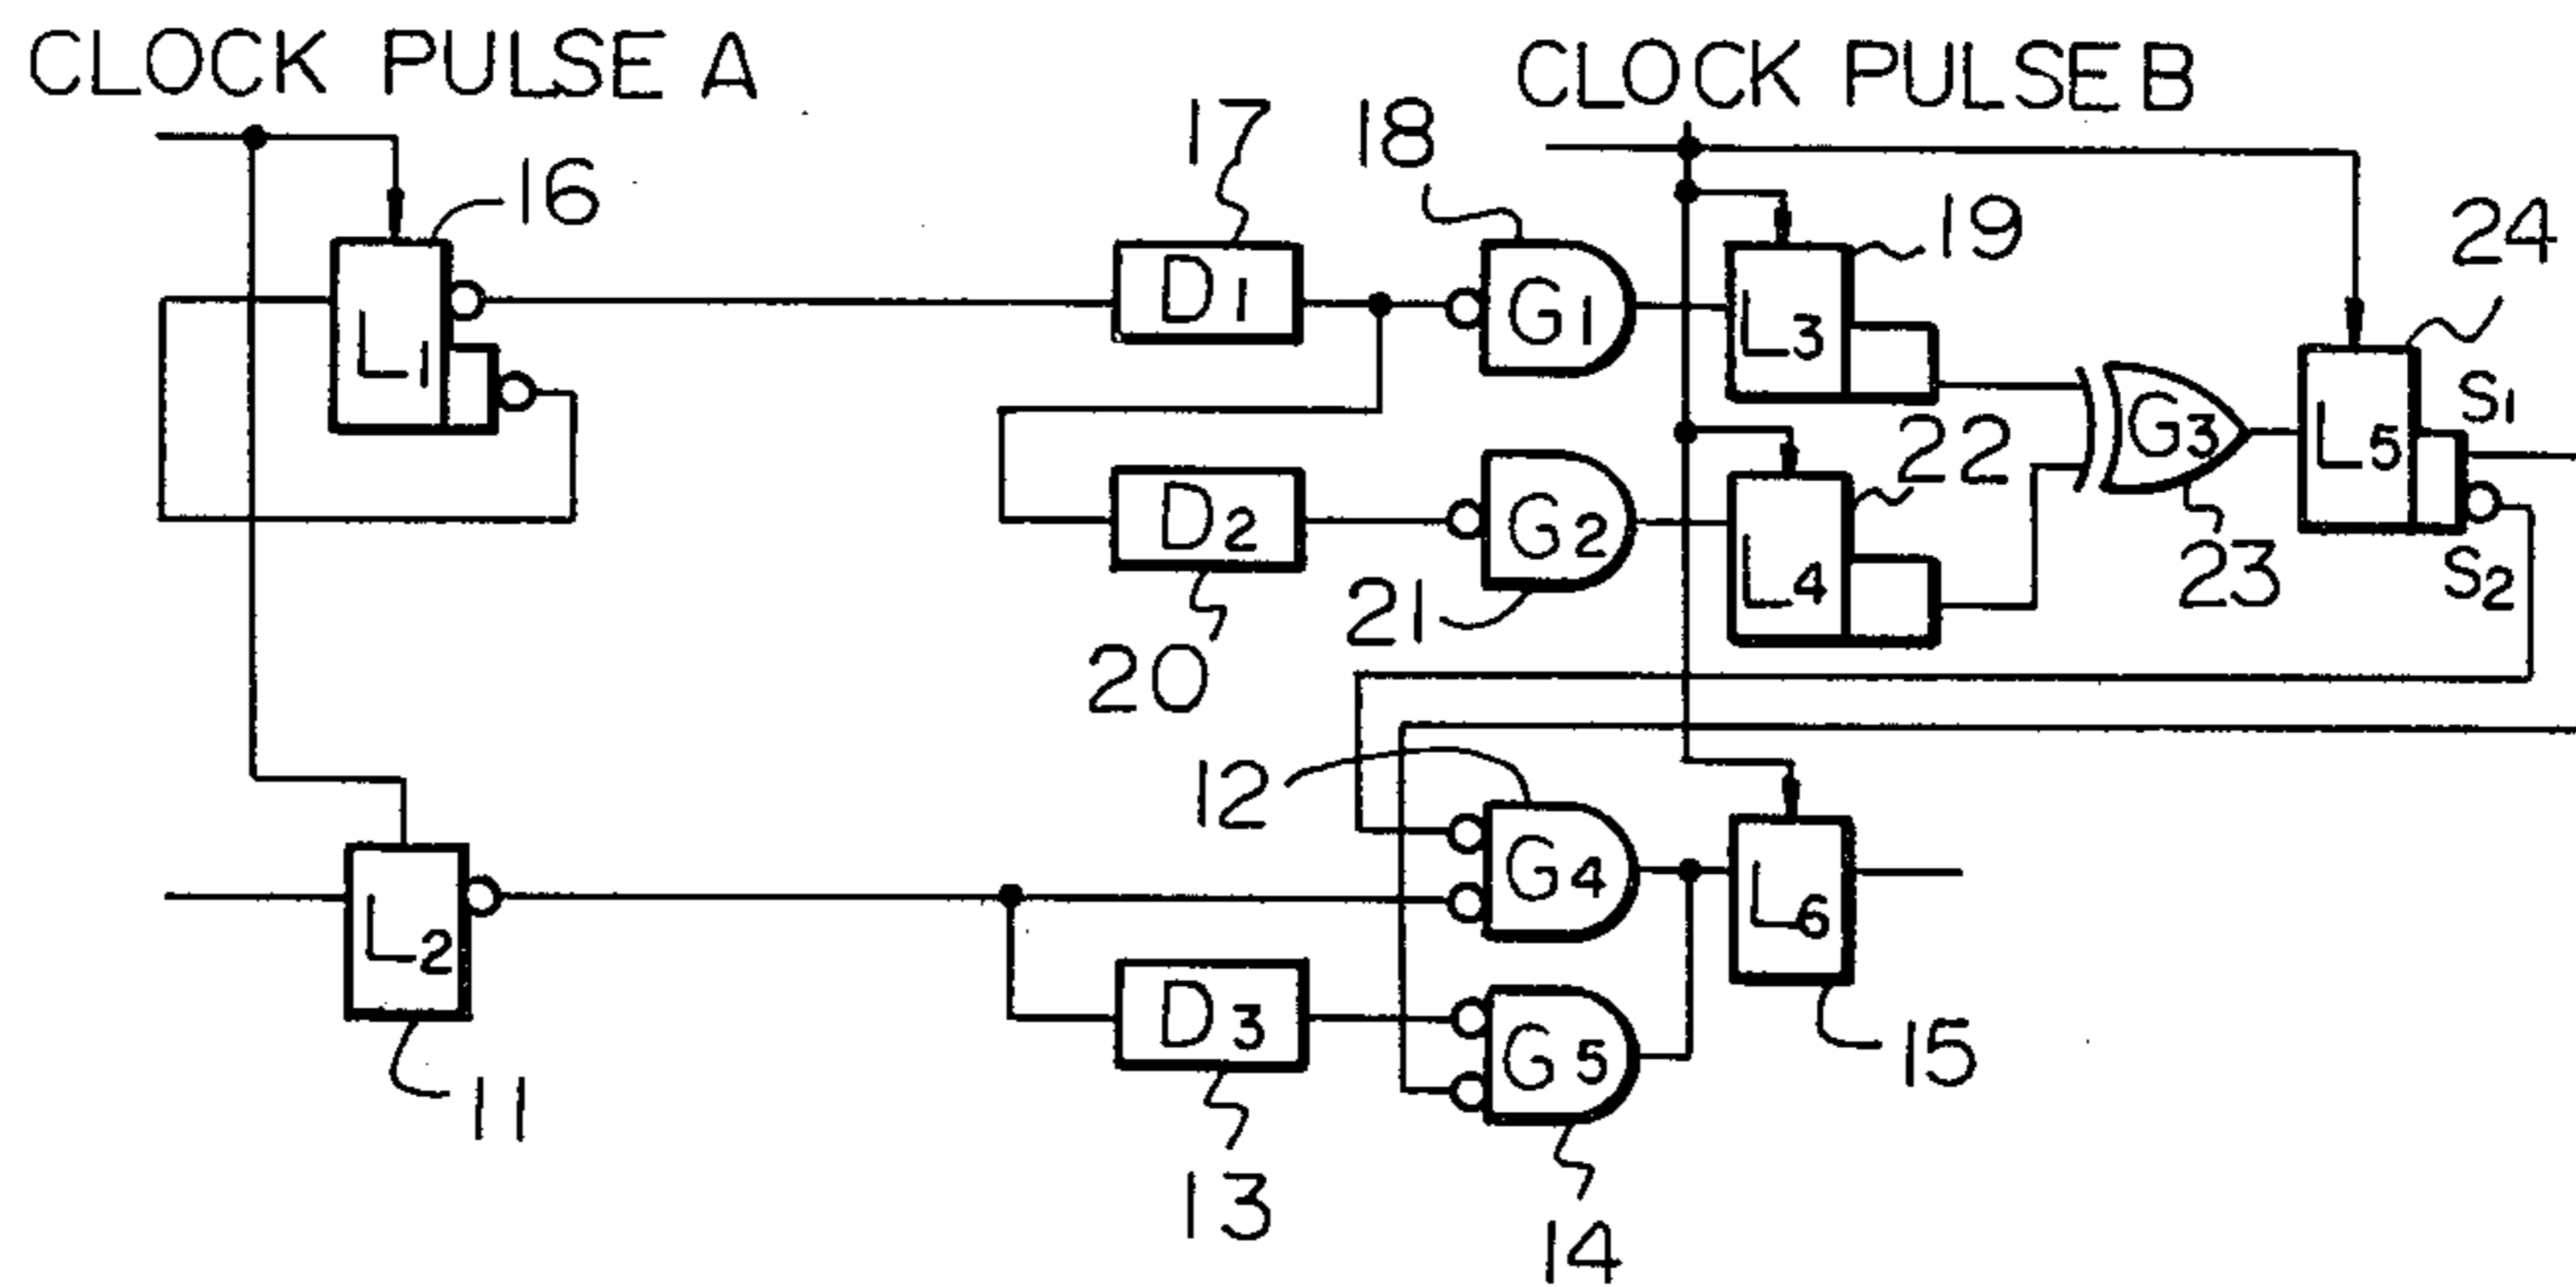 CLOCK PULSE A
CLOCK PULSE B
17
18
16
19
24
D1
G1
L3
L1
S1
G3
L5
22
D2
G2
L4
23
S2
21
20
12
G4
L6
L2
D3
G5
15
11
13
14